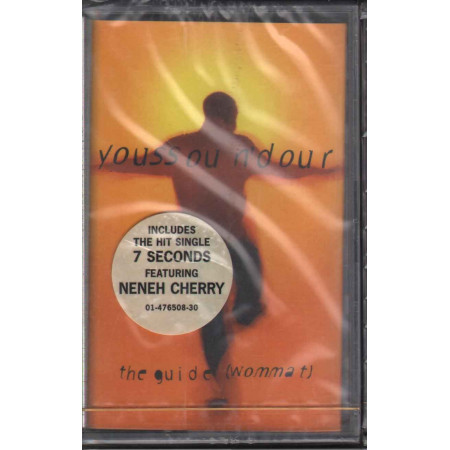 youssou n'dour
INCLUDES
THE HIT SINGLE
7 SECONDS
FEATURING
NENEH CHERRY
01-476508-30
the guide (wommat)